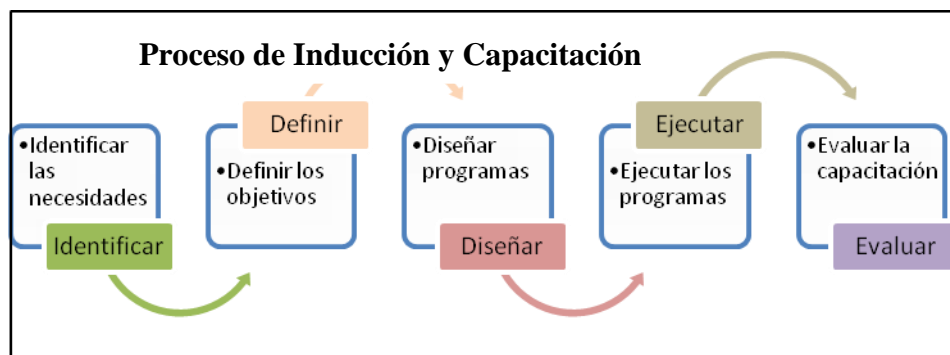 Proceso de Inducción y Capacitación
•Identificar
las
necesidades
Identificar
Definir
•Definir los
objetivos
•Diseñar
programas
Diseñar
Ejecutar
•Ejecutar los
programas
•Evaluar la
capacitación
Evaluar